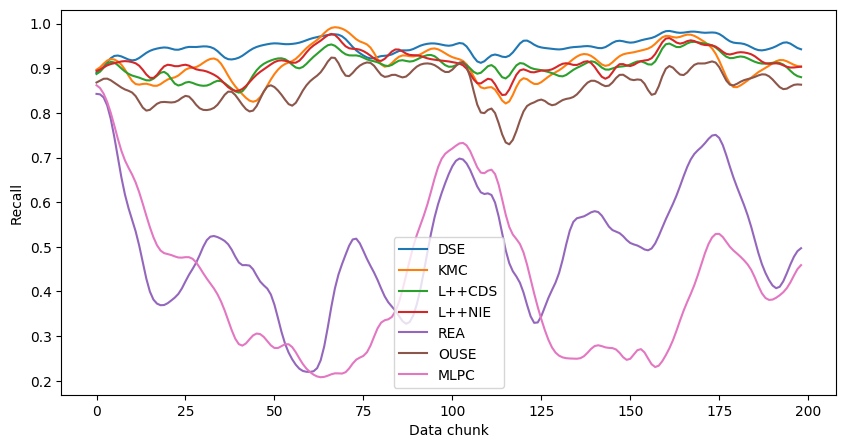 1.0
0.9
0.8
0.7
0.6
0.5
0.4
0.3
0.2
Recall
DSE
KMC
L++CDS
L++NIE
REA
OUSE
MLPC
0 25 50 75 100 125 150 175 200
Data chunk